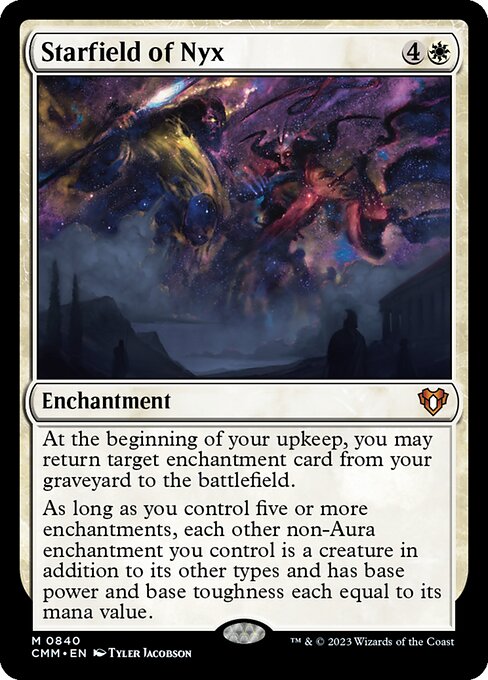 Starfield of Nyx 4
Enchantment
At the beginning of your upkeep, you may
return target enchantment card from your
graveyard to the battlefield.
As long as you control five or more
enchantments, each other non-Aura
enchantment you control is a creature in
addition to its other types and has base
power and base toughness each equal to its
mana value.
M 0840
CMM • EN Tyler Jacobson
™ & © 2023 Wizards of the Coast